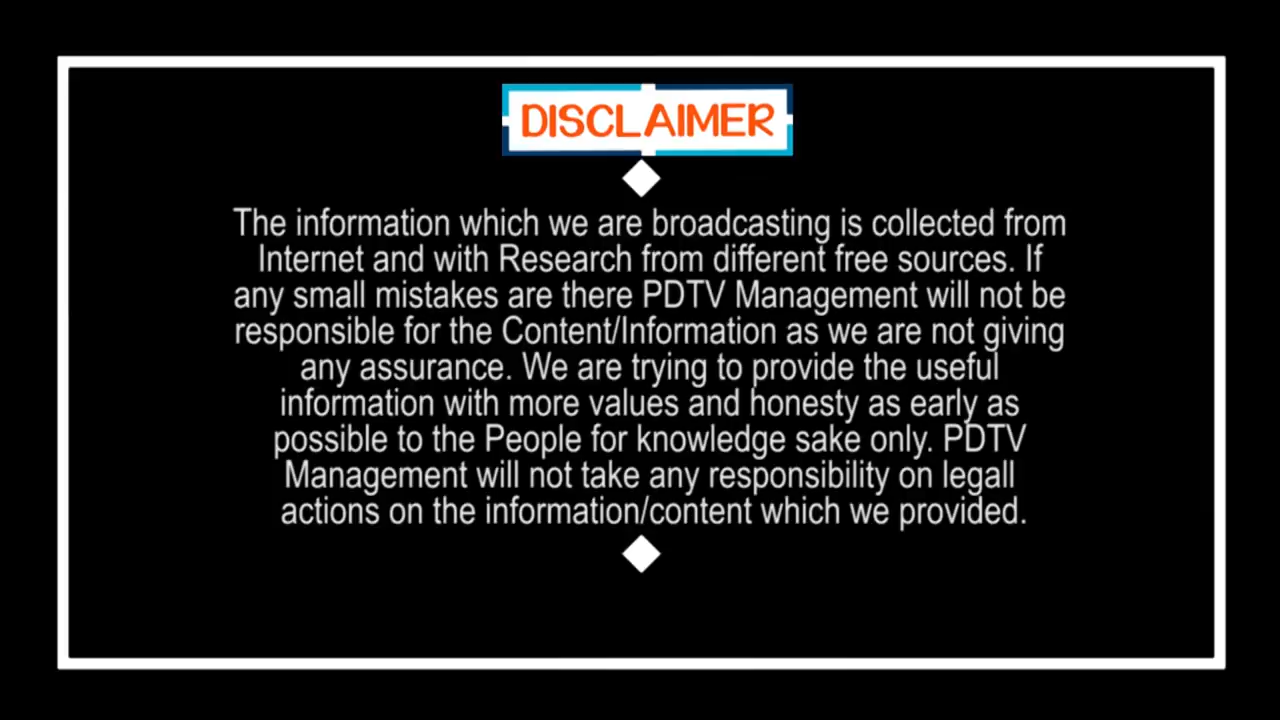 DISCLAIMER
The information which we are broadcasting is collected from
Internet and with Research from different free sources. If
any small mistakes are there PDTV Management will not be
responsible for the Content/Information as we are not giving
any assurance. We are trying to provide the useful
information with more values and honesty as early as
possible to the People for knowledge sake only. PDTV
Management will not take any responsibility on legall
actions on the information/content which we provided.